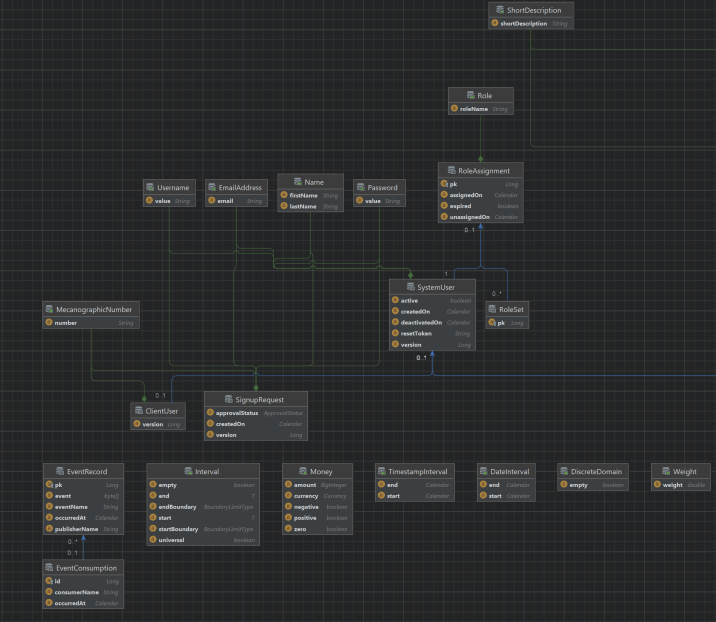 ShortDescription
shortDescription String
Role
roleName String
RoleAssignment
pk Long
assignedOn Calendar
expired boolean
unassignedOn Calendar
Username
value String
EmailAddress
email String
Name
firstName String
lastName String
Password
value String
0..1
1
0..*
SystemUser
active boolean
createdOn Calendar
deactivatedOn Calendar
resetToken String
version Long
RoleSet
pk Long
MecanographicNumber
number String
0..1
0..1
ClientUser
version Long
SignupRequest
approvalStatus ApprovalStatus
createdOn Calendar
version Long
EventRecord
pk Long
event byte[]
eventName String
occurredAt Calendar
publisherName String
Interval
empty boolean
end T
endBoundary BoundaryLimitType
start T
startBoundary BoundaryLimitType
universal boolean
Money
amount BigInteger
currency Currency
negative boolean
positive boolean
zero boolean
TimestampInterval
end Calendar
start Calendar
DateInterval
end Calendar
start Calendar
DiscreteDomain
empty boolean
Weight
weight double
0..*
0..1
EventConsumption
id Long
consumerName String
occurredAt Calendar